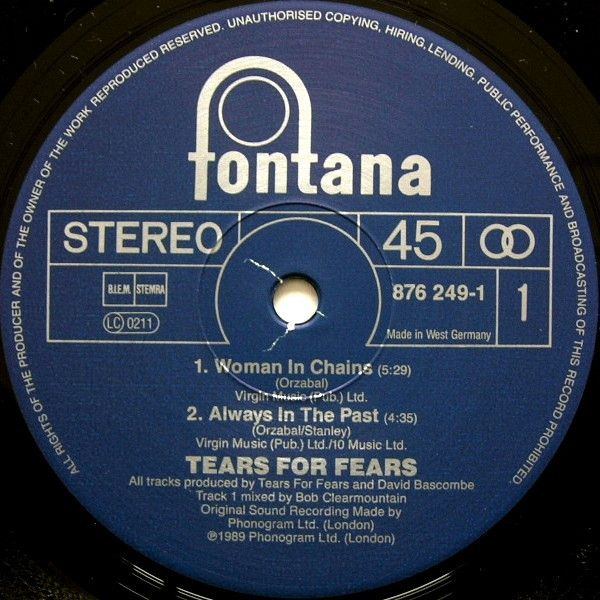 ALL RIGHTS OF THE PRODUCER AND OF THE OWNER OF THE WORK REPRODUCED RESERVED. UNAUTHORISED COPYING, HIRING, LENDING, PUBLIC PERFORMANCE AND BROADCASTING OF THIS RECORD PROHIBITED.
fontana
STEREO 45
B.I.E.M. STEMRA
876 249-1 1
LC 0211
Made in West Germany
1. Woman In Chains (5:29)
(Orzabal)
Virgin Music (Pub.) Ltd.
2. Always In The Past (4:35)
(Orzabal/Stanley)
Virgin Music (Pub.) Ltd./10 Music Ltd.
TEARS FOR FEARS
All tracks produced by Tears For Fears and David Bascombe
Track 1 mixed by Bob Clearmountain
Original Sound Recording Made by
Phonogram Ltd. (London)
℗1989 Phonogram Ltd. (London)